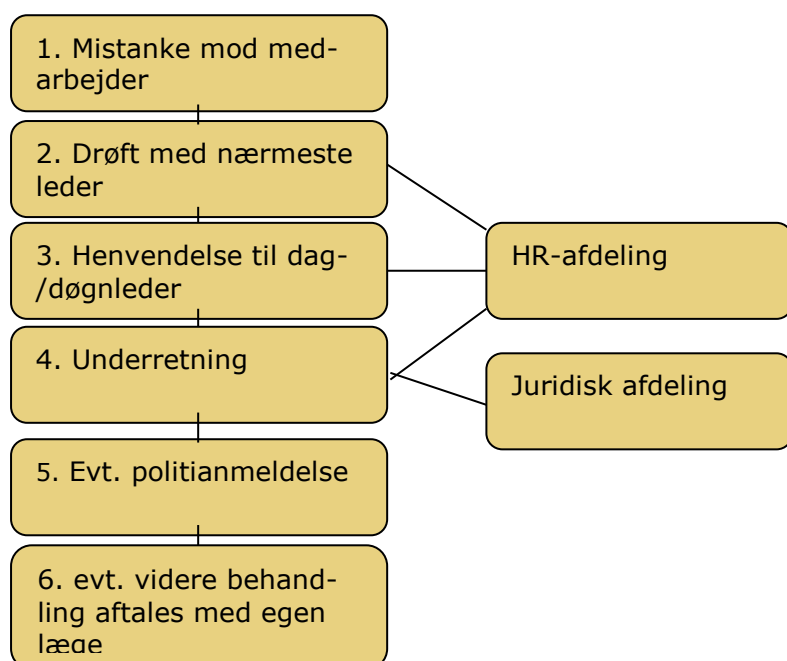 1. Mistanke mod med-
arbejder
2. Drøft med nærmeste
leder
3. Henvendelse til dag-
/døgnleder
HR-afdeling
4. Underretning
Juridisk afdeling
5. Evt. politianmeldelse
6. evt. videre behand-
ling aftales med egen
læge